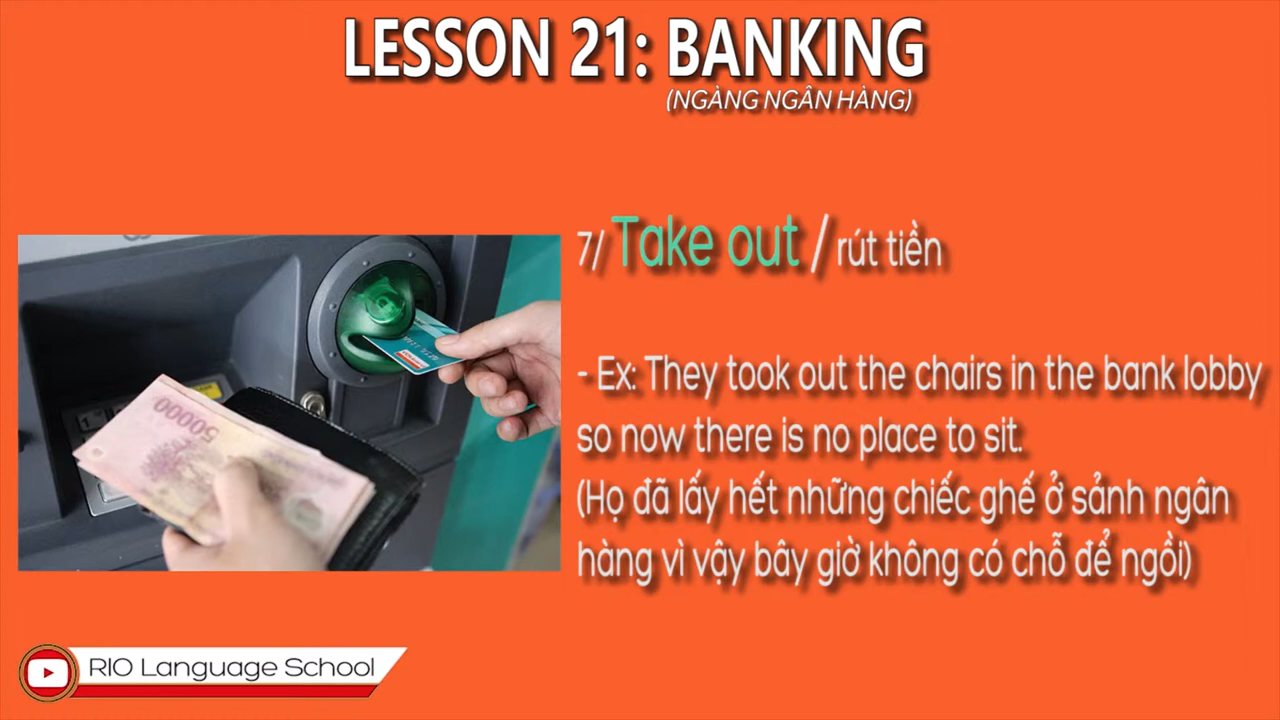 LESSON 21: BANKING
(NGÀNG NGÂN HÀNG)
7/ Take out / rút tiền
- Ex: They took out the chairs in the bank lobby
so now there is no place to sit.
(Họ đã lấy hết những chiếc ghế ở sảnh ngân
hàng vì vậy bây giờ không có chỗ để ngồi)
50000
RIO Language School